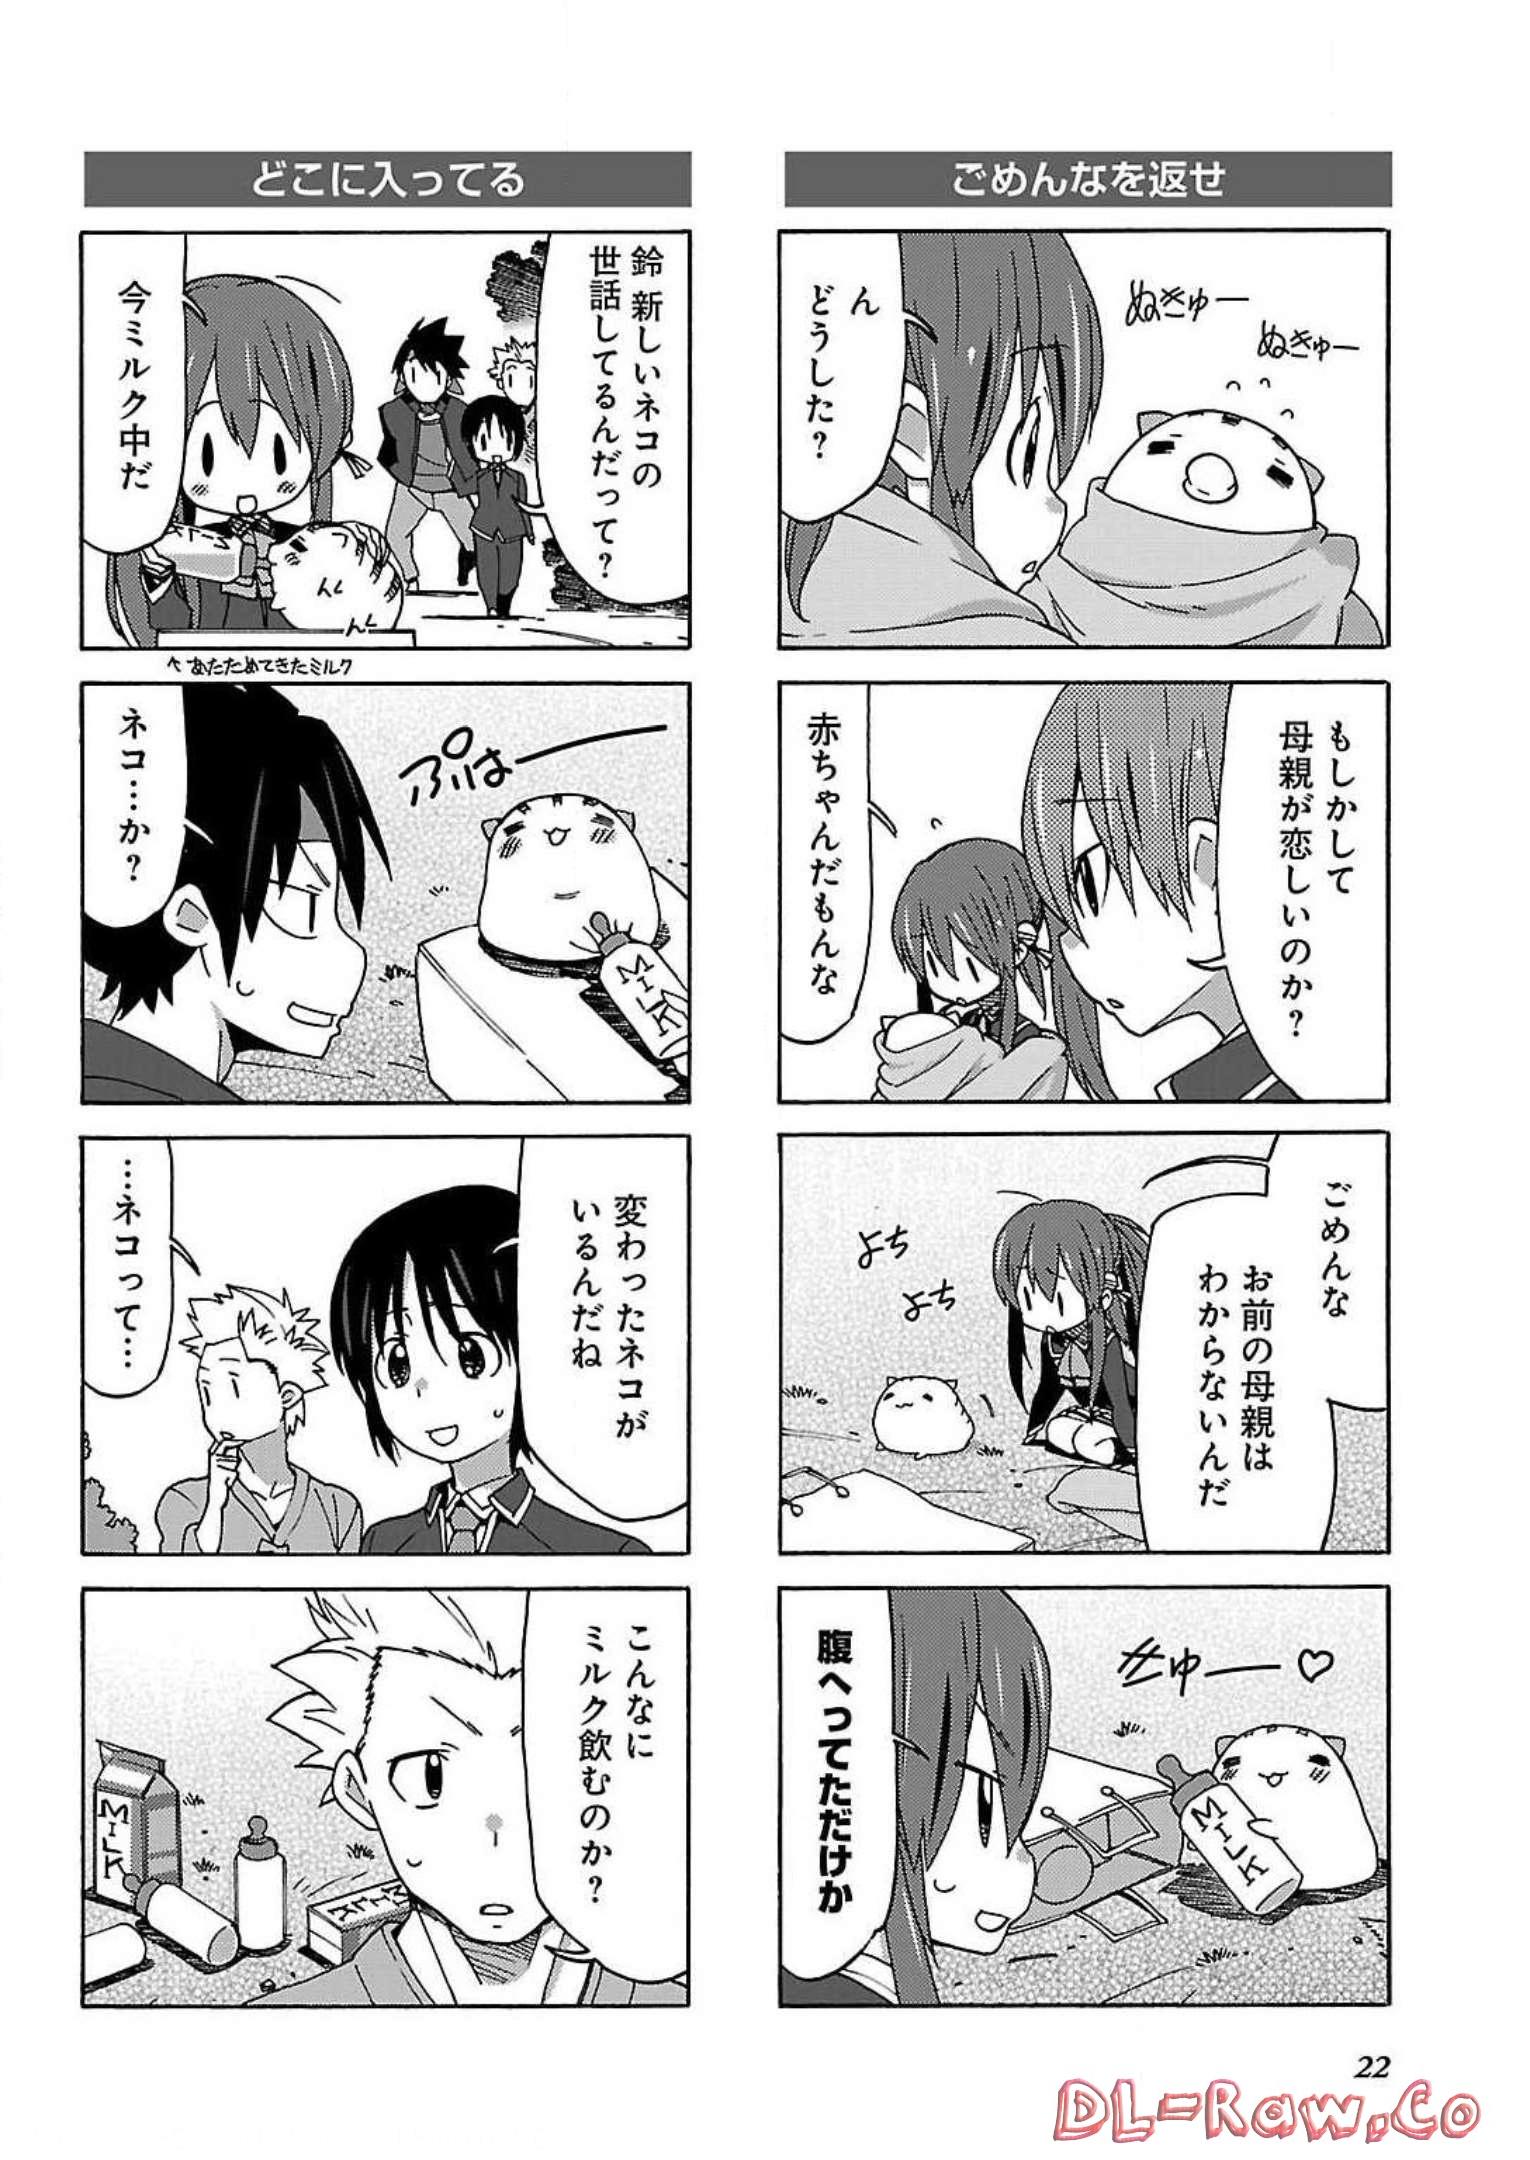 ごめんなを返せ
ぬきゅー
ぬきゅー
ん
どうした?
もしかして
母親が恋しいのか?
赤ちゃんだもんな
ごめんな
お前の母親は
わからないんだ
よち
よち
きゅー♡
MILK
腹へってただけか
どこに入ってる
鈴 新しいネコの
世話してるんだって?
今ミルク中だ
んく
んく
↖あたためてきたミルク
ぷはー
MILK
ネコ…か?
変わったネコが
いるんだね
…ネコって…
こんなに
ミルク飲むのか?
MILK
MILK
22
DL-Raw.Co